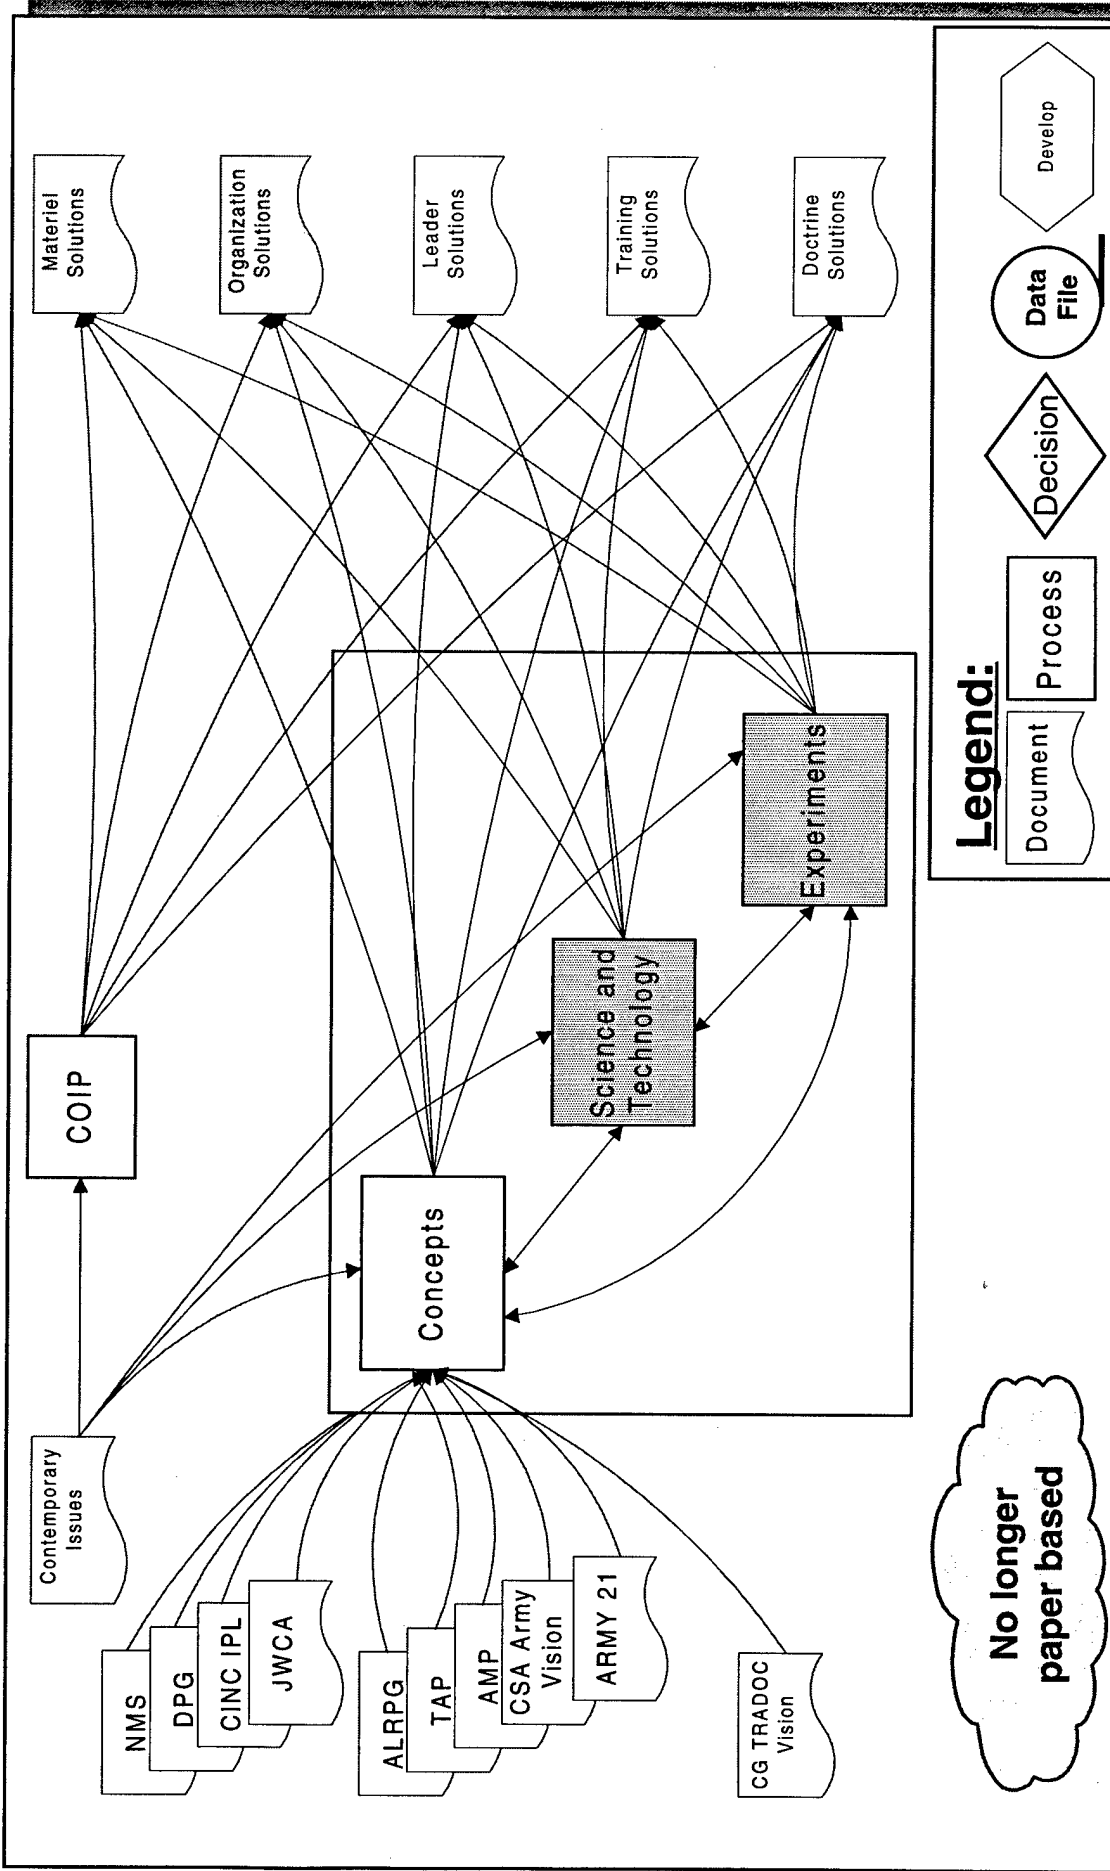 Contemporary
Issues
NMS
DPG
CINC IPL
JWCA
ALRPG
TAP
AMP
CSA Army
Vision
ARMY 21
CG TRADOC
Vision
COIP
Concepts
Science and
Technology
Experiments
Materiel
Solutions
Organization
Solutions
Leader
Solutions
Training
Solutions
Doctrine
Solutions
No longer
paper based
Legend:
Document
Process
Decision
Data
File
Develop